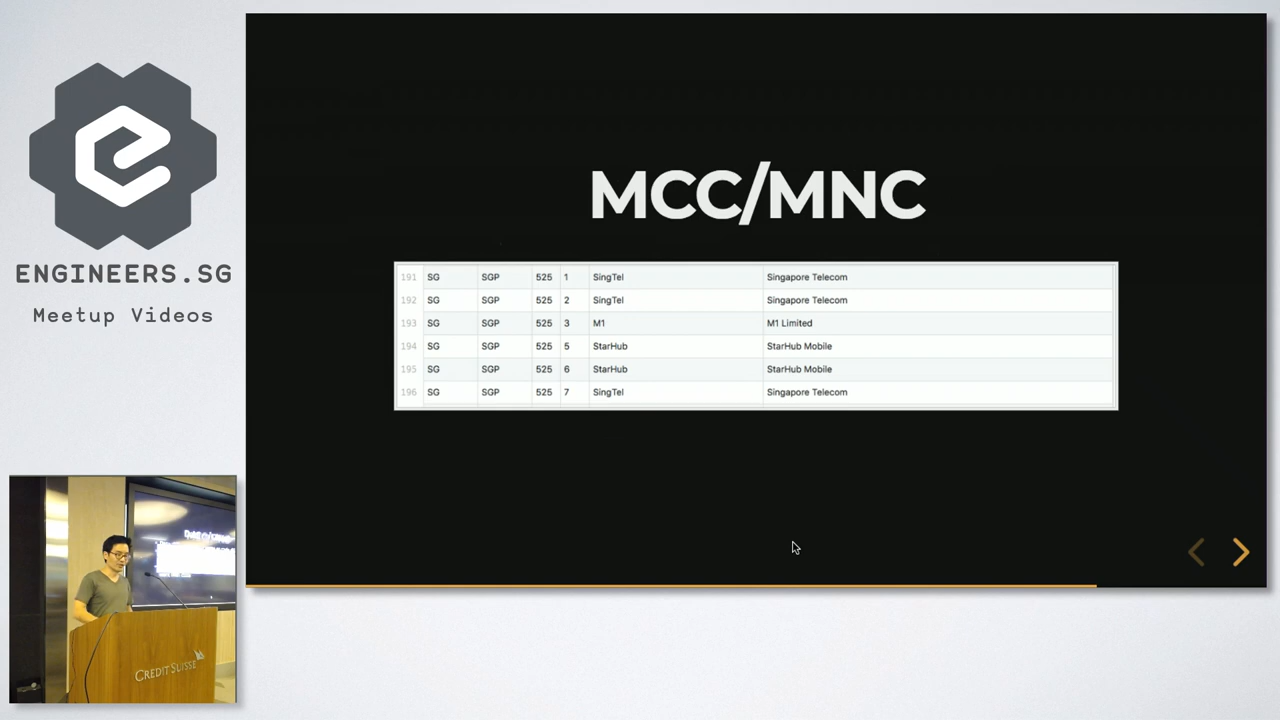 ENGINEERS.SG
Meetup Videos
MCC/MNC
191 SG SGP 525 1 SingTel Singapore Telecom
192 SG SGP 525 2 SingTel Singapore Telecom
193 SG SGP 525 3 M1 M1 Limited
194 SG SGP 525 5 StarHub StarHub Mobile
195 SG SGP 525 6 StarHub StarHub Mobile
196 SG SGP 525 7 SingTel Singapore Telecom
CREDIT SUISSE